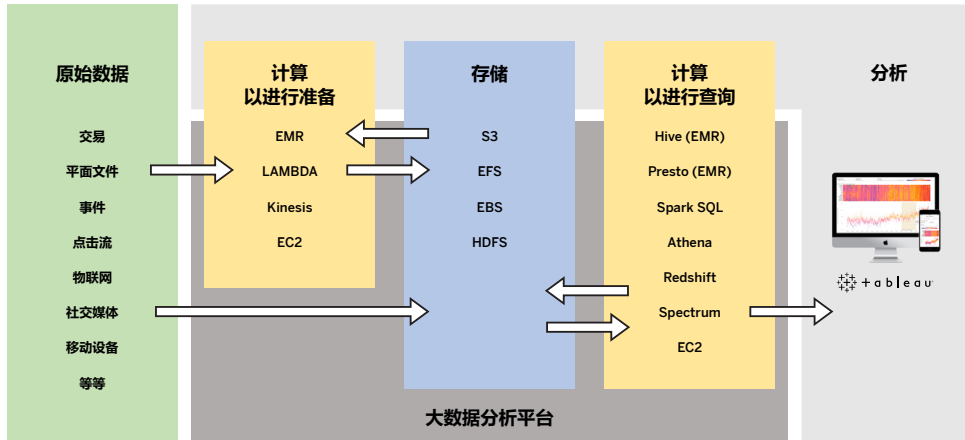 原始数据
交易
平面文件
事件
点击流
物联网
社交媒体
移动设备
等等
计算
以进行准备
EMR
LAMBDA
Kinesis
EC2
存储
S3
EFS
EBS
HDFS
计算
以进行查询
Hive (EMR)
Presto (EMR)
Spark SQL
Athena
Redshift
Spectrum
EC2
分析
+ableau
大数据分析平台